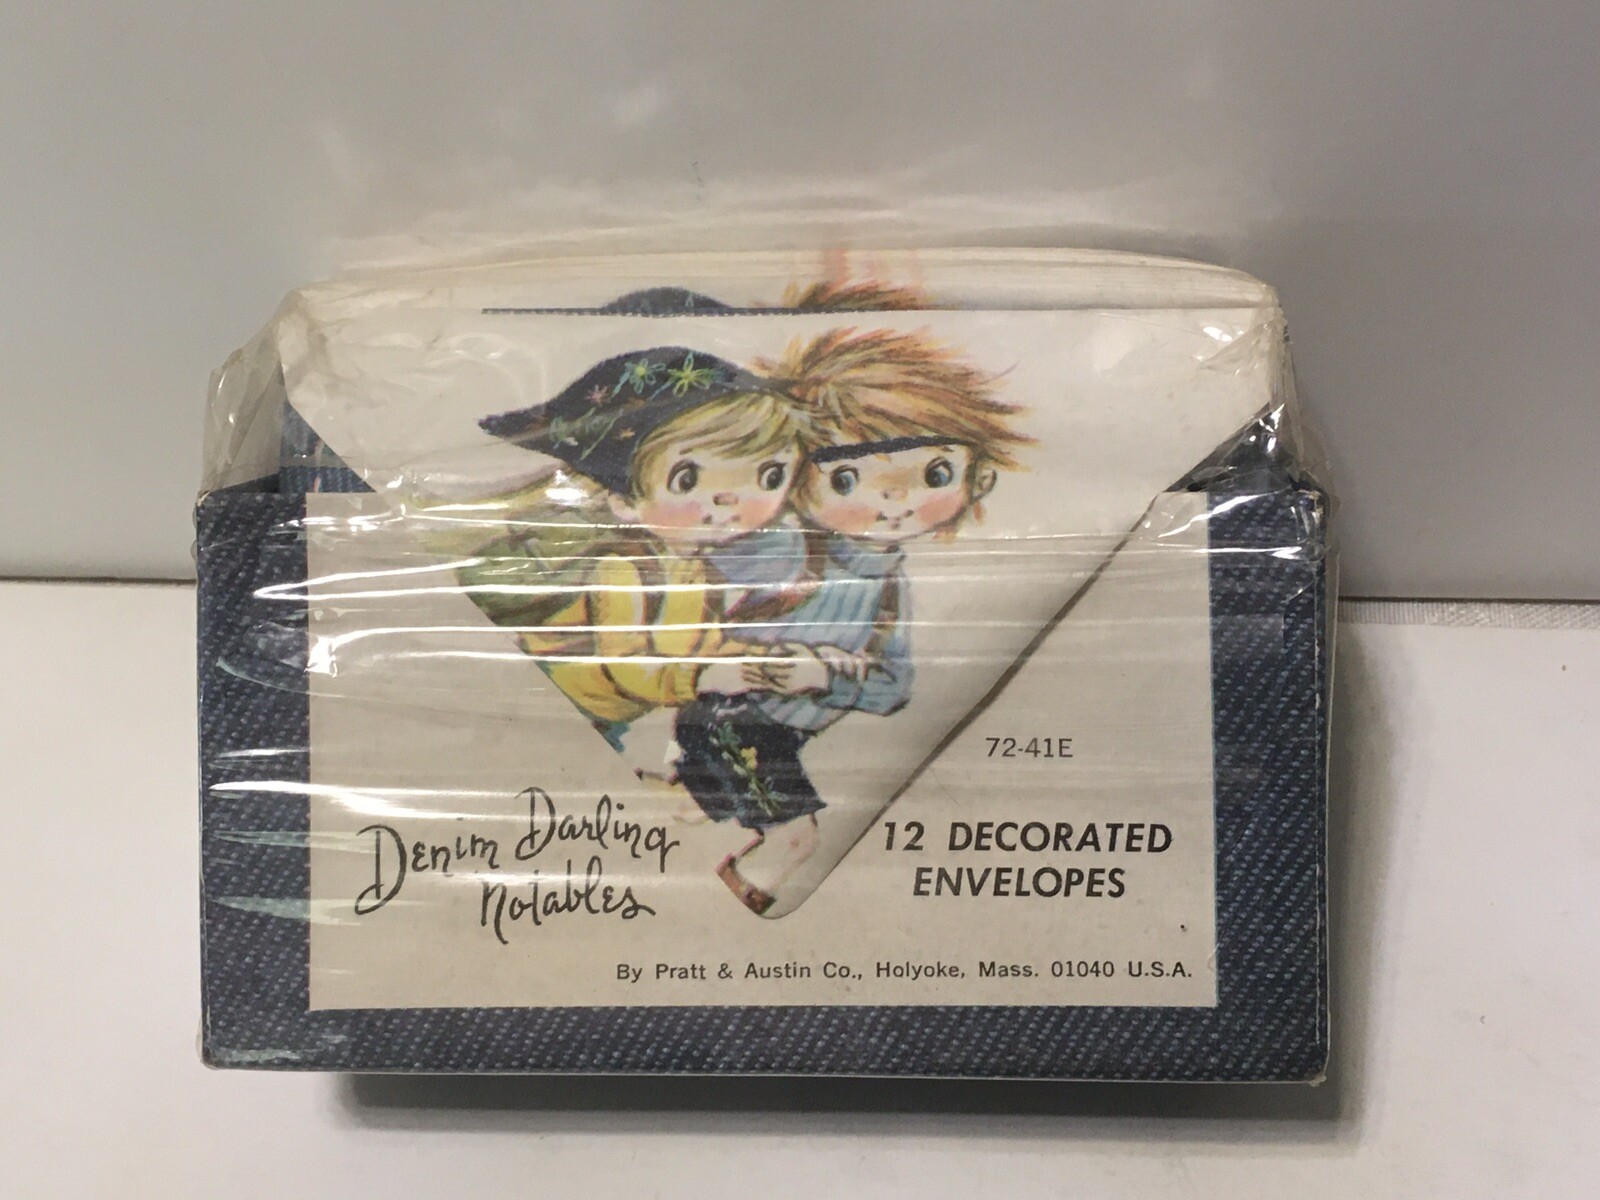 72-41E
Denim Darling
Notables
12 DECORATED
ENVELOPES
By Pratt & Austin Co., Holyoke, Mass. 01040 U.S.A.